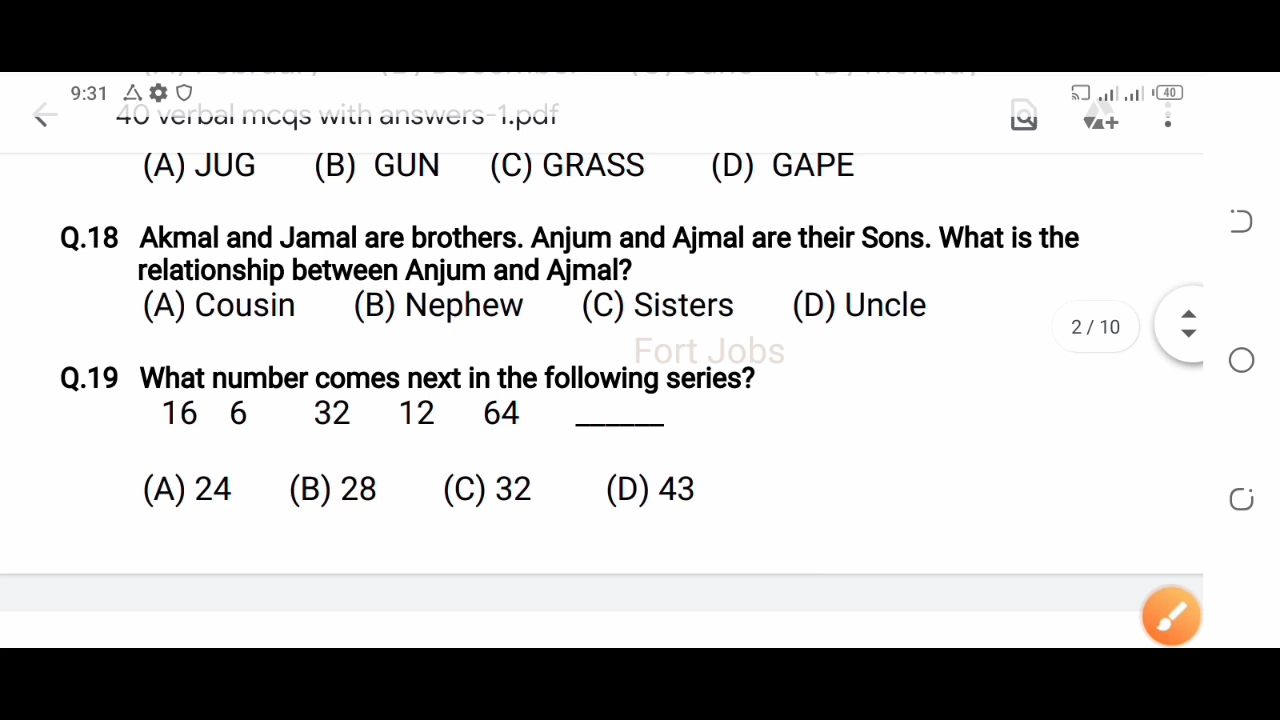 9:31
40
40 verbal mcqs with answers-1.pdf
(A) JUG (B) GUN (C) GRASS (D) GAPE
Q.18 Akmal and Jamal are brothers. Anjum and Ajmal are their Sons. What is the
relationship between Anjum and Ajmal?
(A) Cousin (B) Nephew (C) Sisters (D) Uncle
2 / 10
Fort Jobs
Q.19 What number comes next in the following series?
16 6 32 12 64 ______
(A) 24 (B) 28 (C) 32 (D) 43